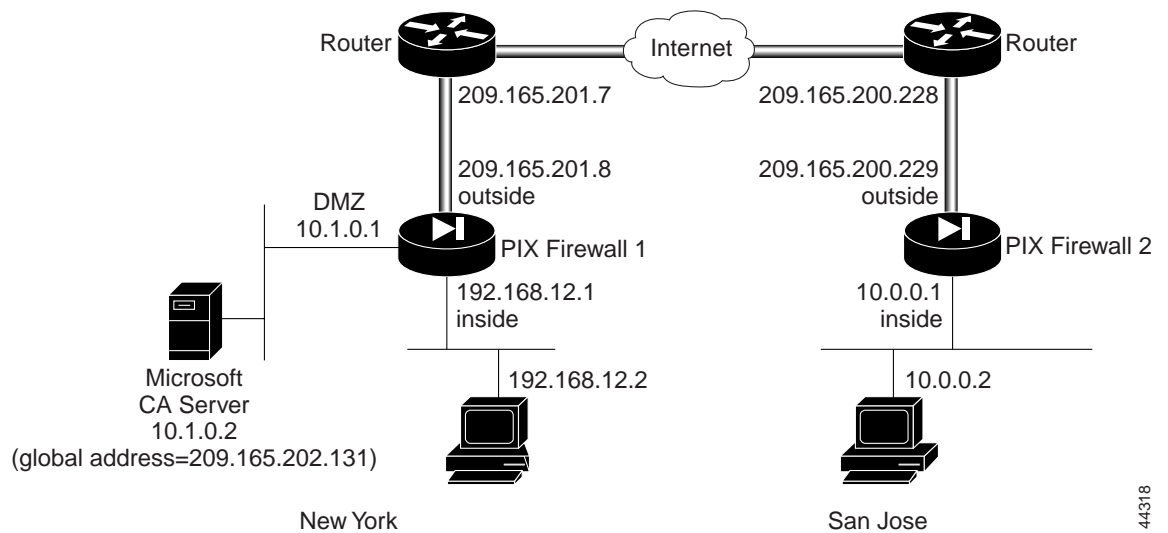 Router
Internet
Router
209.165.201.7
209.165.200.228
209.165.201.8
outside
209.165.200.229
outside
DMZ
10.1.0.1
PIX Firewall 1
PIX Firewall 2
192.168.12.1
inside
10.0.0.1
inside
Microsoft
CA Server
10.1.0.2
(global address=209.165.202.131)
192.168.12.2
10.0.0.2
New York
San Jose
44318